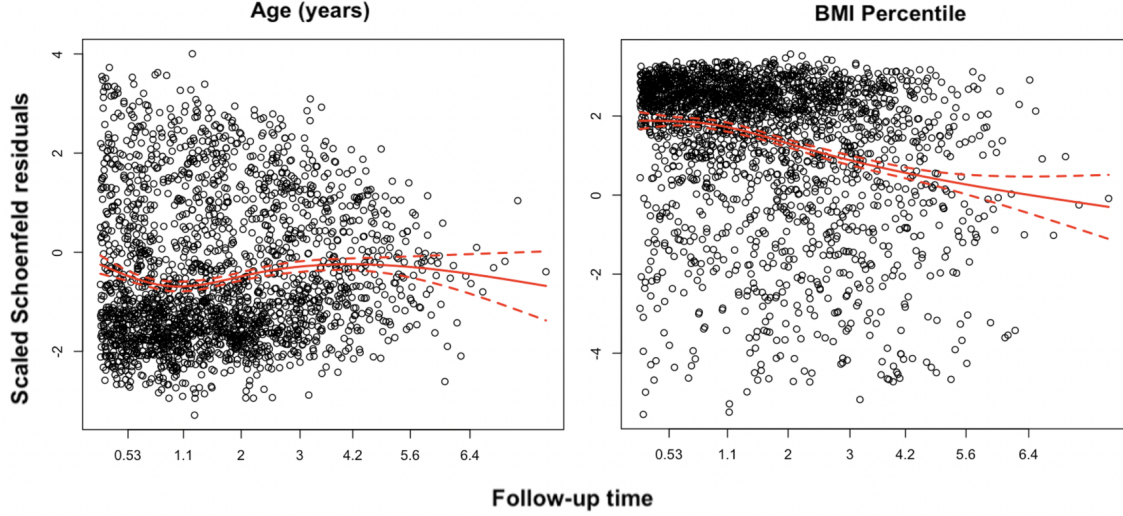 Age (years)
BMI Percentile
Scaled Schoenfeld residuals
4
2
0
-2
2
0
-2
-4
0.53 1.1 2 3 4.2 5.6 6.4
0.53 1.1 2 3 4.2 5.6 6.4
Follow-up time